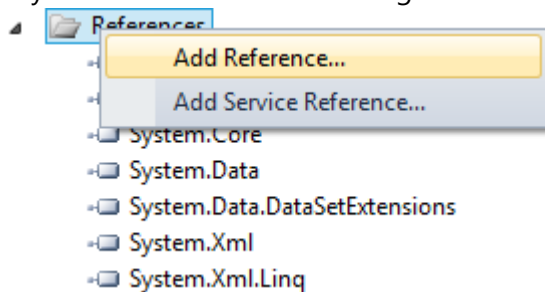 References
Add Reference...
Add Service Reference...
System.Core
System.Data
System.Data.DataSetExtensions
System.Xml
System.Xml.Linq